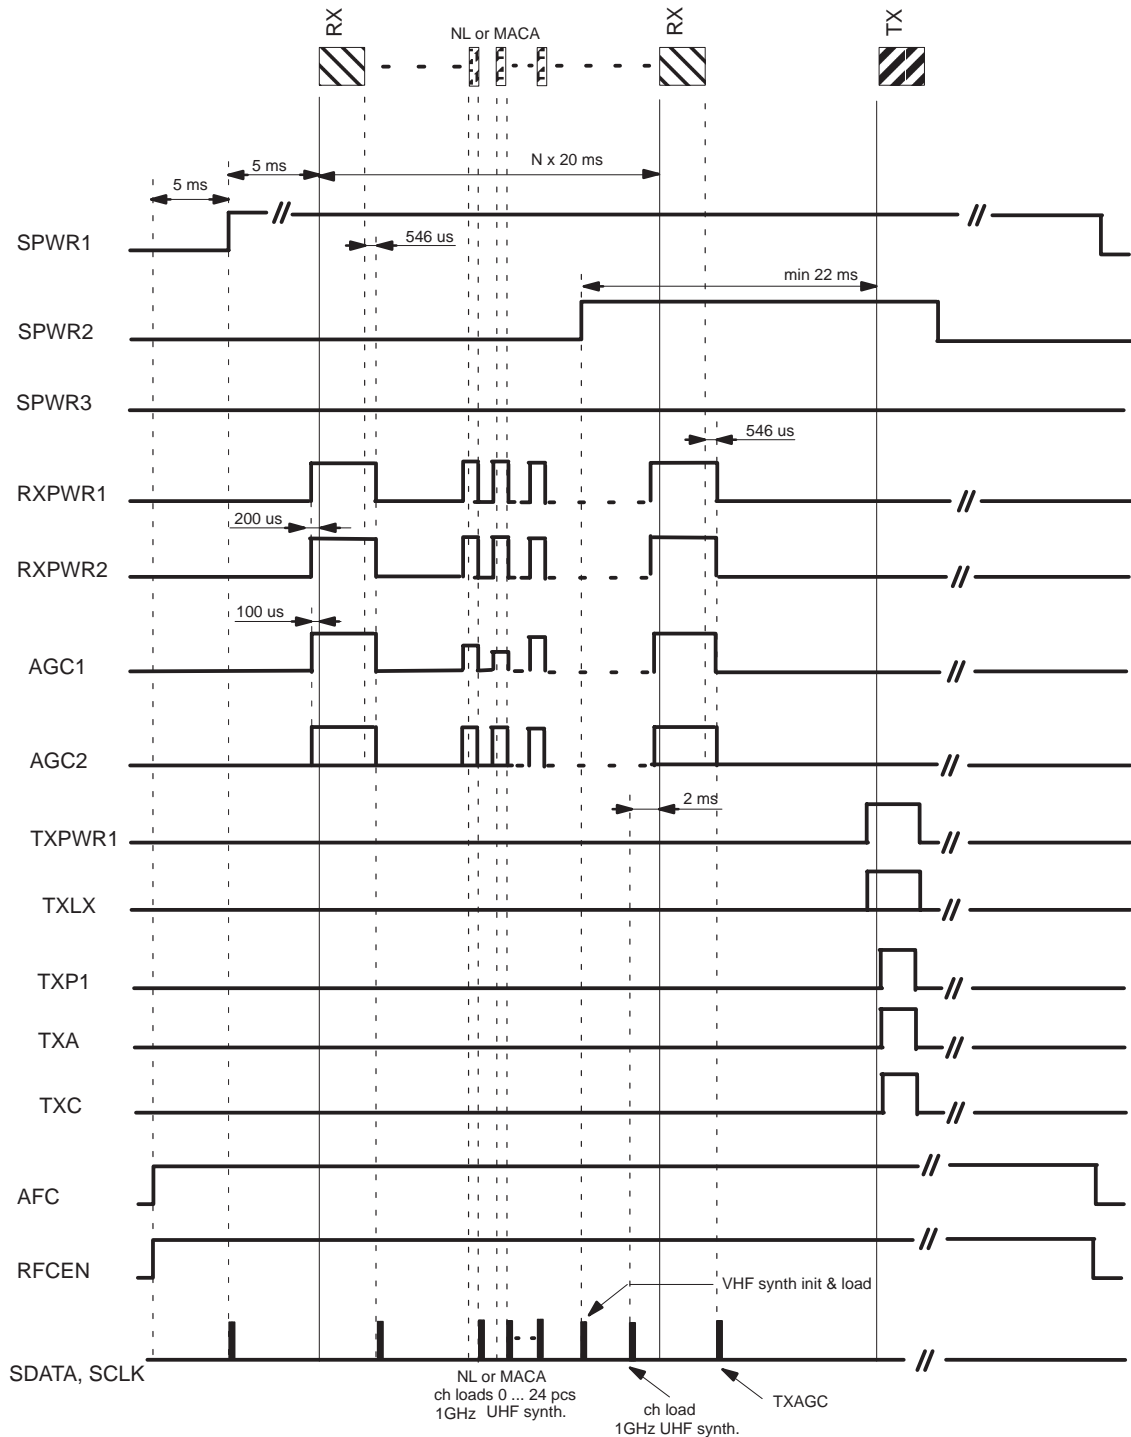 RX
NL or MACA
RX
TX
5 ms
N x 20 ms
5 ms
SPWR1
546 us
min 22 ms
SPWR2
SPWR3
546 us
RXPWR1
200 us
RXPWR2
100 us
AGC1
AGC2
2 ms
TXPWR1
TXLX
TXP1
TXA
TXC
AFC
RFCEN
VHF synth init & load
SDATA, SCLK
NL or MACA
ch loads 0 ... 24 pcs
1GHz UHF synth.
ch load
1GHz UHF synth.
TXAGC